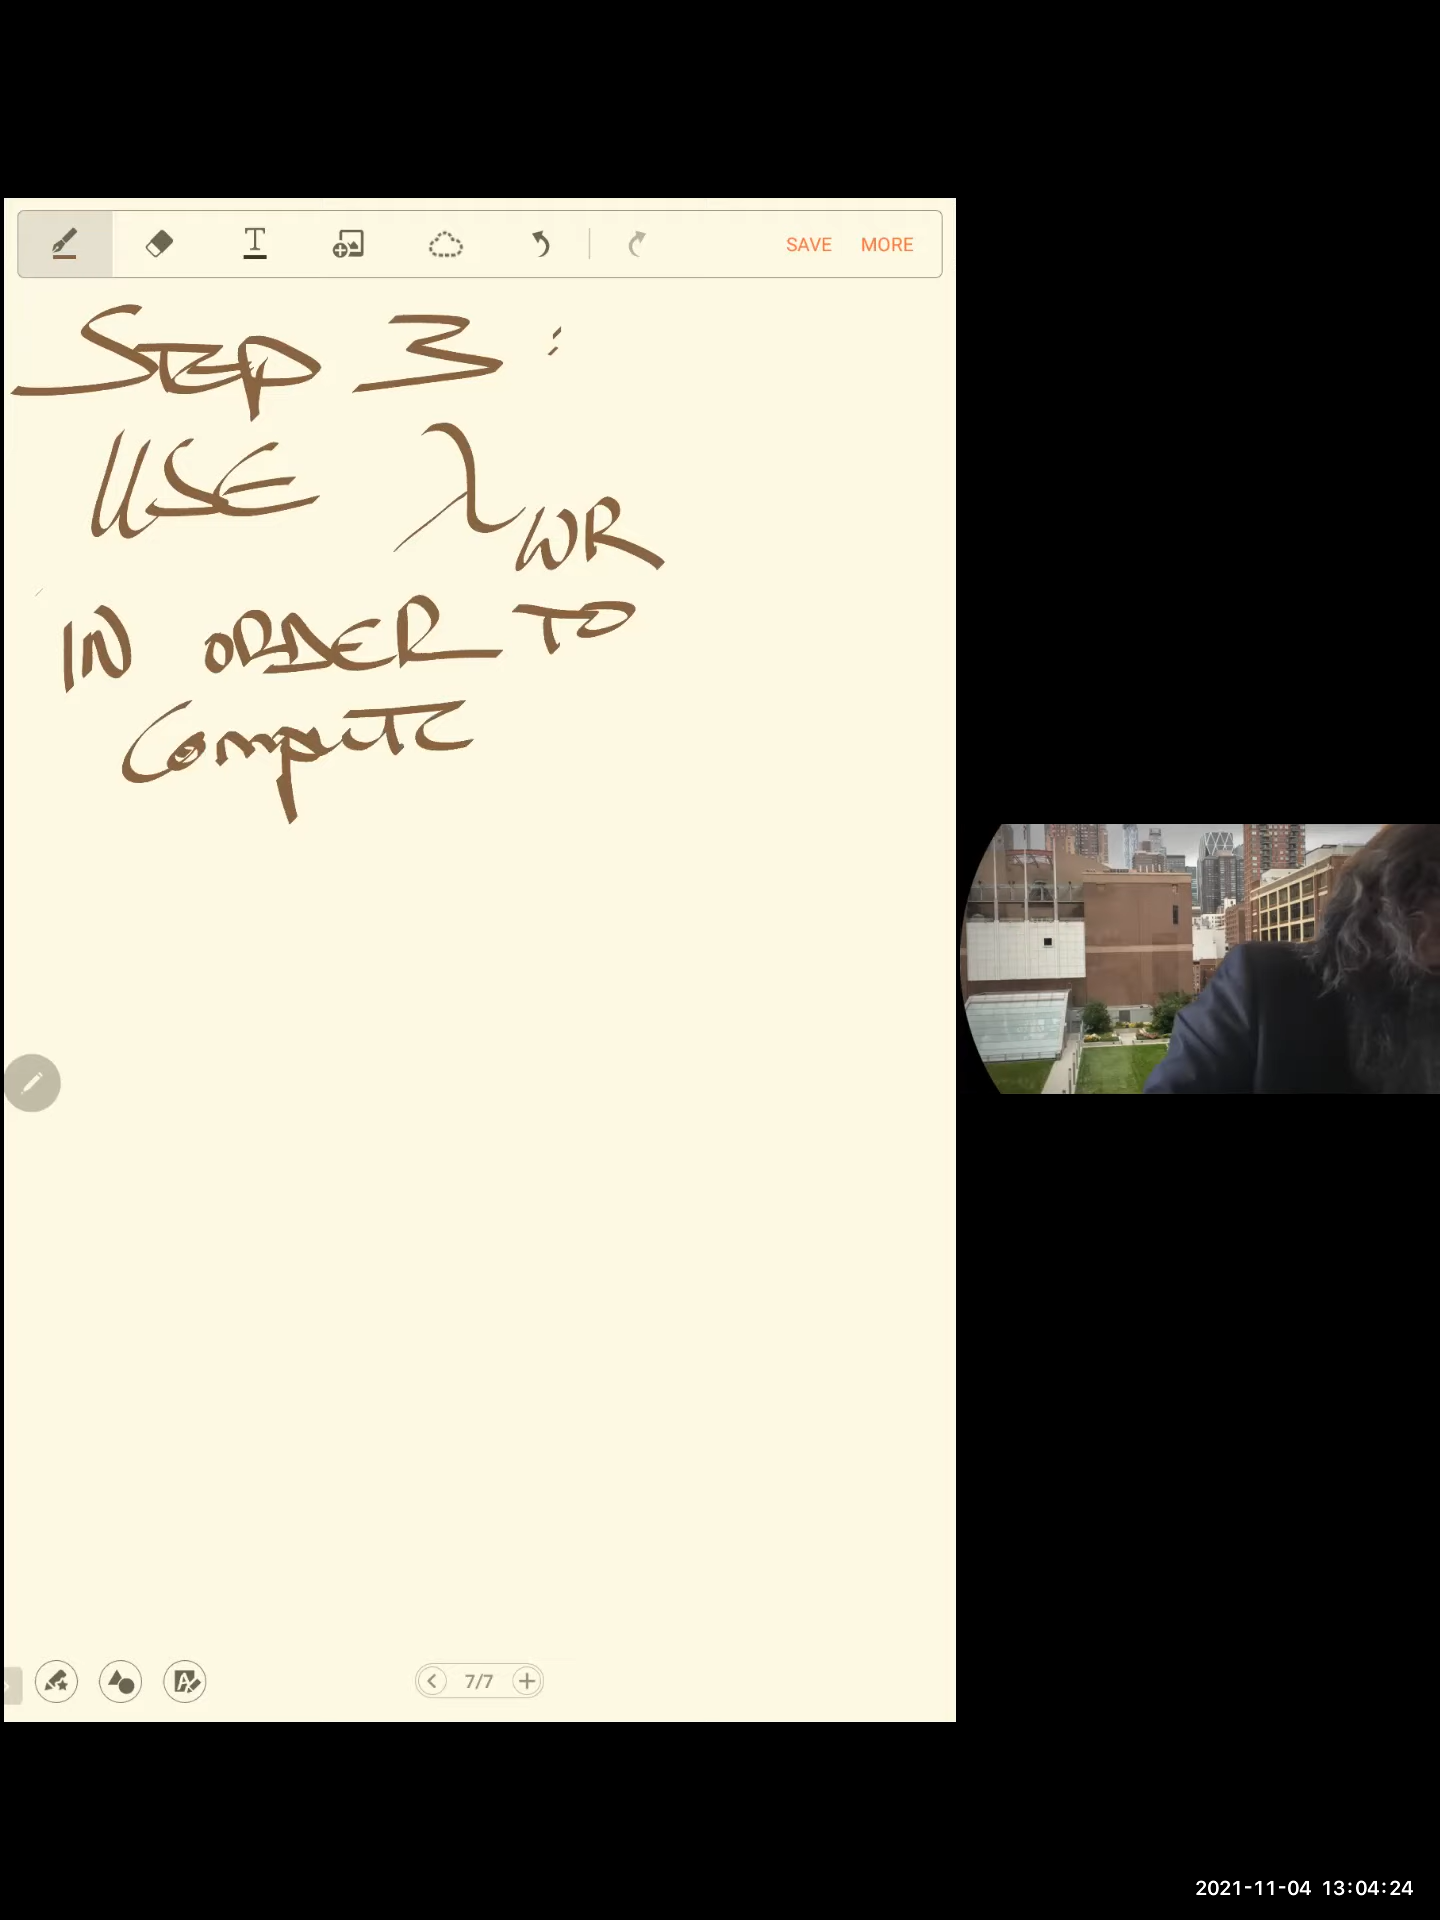 T
SAVE
MORE
STEP 3:
USE λWR
IN ORDER TO
COMPUTE
A
7/7
2021-11-04 13:04:24